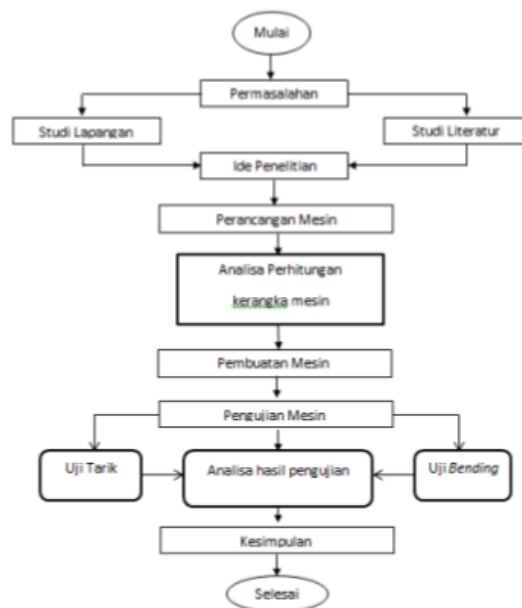 Mulai
Permasalahan
Studi Lapangan
Studi Literatur
Ide Penelitian
Perancangan Mesin
Analisa Perhitungan
kerangka mesin
Pembuatan Mesin
Pengujian Mesin
Uji Tarik
Analisa hasil pengujian
Uji Bending
Kesimpulan
Selesai